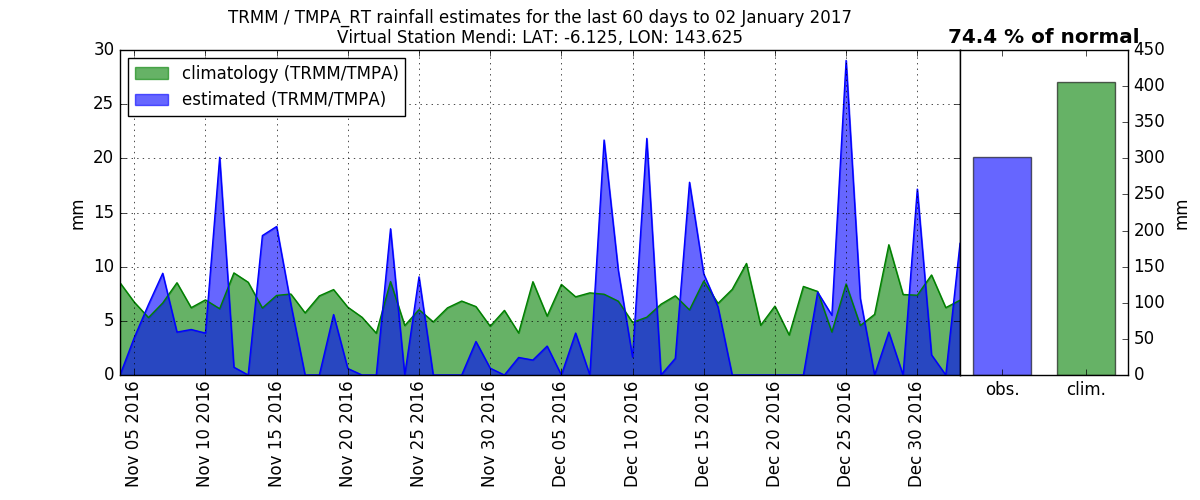 TRMM / TMPA_RT rainfall estimates for the last 60 days to 02 January 2017
Virtual Station Mendi: LAT: -6.125, LON: 143.625
74.4 % of normal
climatology (TRMM/TMPA)
estimated (TRMM/TMPA)
30
25
20
15
10
5
0
mm
450
400
350
300
250
200
150
100
50
0
mm
Nov 05 2016
Nov 10 2016
Nov 15 2016
Nov 20 2016
Nov 25 2016
Nov 30 2016
Dec 05 2016
Dec 10 2016
Dec 15 2016
Dec 20 2016
Dec 25 2016
Dec 30 2016
obs.
clim.